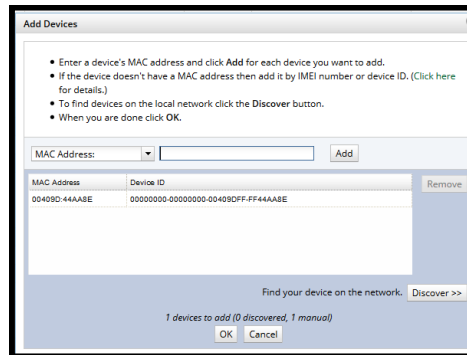 Add Devices
• Enter a device's MAC address and click Add for each device you want to add.
• If the device doesn't have a MAC address then add it by IMEI number or device ID. (Click here
for details.)
• To find devices on the local network click the Discover button.
• When you are done click OK.
MAC Address: Add
MAC Address Device ID Remove
00409D:44AA8E 00000000-00000000-00409DFF-FF44AA8E
Find your device on the network. Discover >>
1 devices to add (0 discovered, 1 manual)
OK Cancel